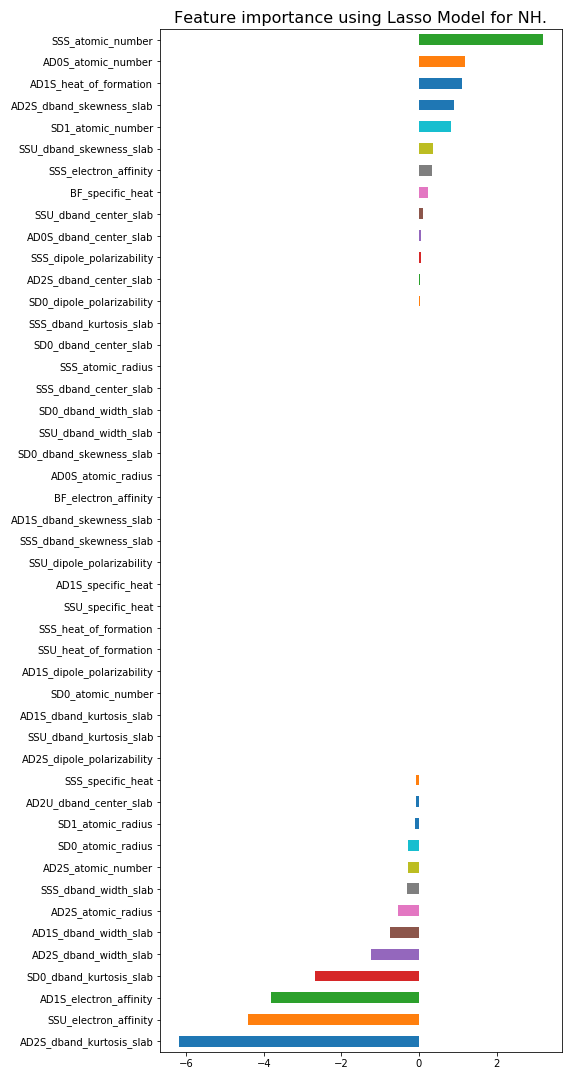 Feature importance using Lasso Model for NH.
SSS_atomic_number
AD0S_atomic_number
AD1S_heat_of_formation
AD2S_dband_skewness_slab
SD1_atomic_number
SSU_dband_skewness_slab
SSS_electron_affinity
BF_specific_heat
SSU_dband_center_slab
AD0S_dband_center_slab
SSS_dipole_polarizability
AD2S_dband_center_slab
SD0_dipole_polarizability
SSS_dband_kurtosis_slab
SD0_dband_center_slab
SSS_atomic_radius
SSS_dband_center_slab
SD0_dband_width_slab
SSU_dband_width_slab
SD0_dband_skewness_slab
AD0S_atomic_radius
BF_electron_affinity
AD1S_dband_skewness_slab
SSS_dband_skewness_slab
SSU_dipole_polarizability
AD1S_specific_heat
SSU_specific_heat
SSS_heat_of_formation
SSU_heat_of_formation
AD1S_dipole_polarizability
SD0_atomic_number
AD1S_dband_kurtosis_slab
SSU_dband_kurtosis_slab
AD2S_dipole_polarizability
SSS_specific_heat
AD2U_dband_center_slab
SD1_atomic_radius
SD0_atomic_radius
AD2S_atomic_number
SSS_dband_width_slab
AD2S_atomic_radius
AD1S_dband_width_slab
AD2S_dband_width_slab
SD0_dband_kurtosis_slab
AD1S_electron_affinity
SSU_electron_affinity
AD2S_dband_kurtosis_slab
−6 −4 −2 0 2